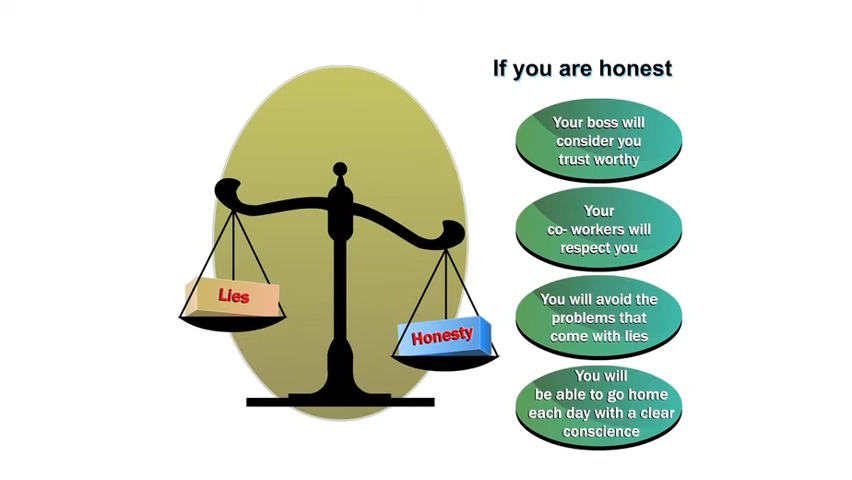 If you are honest
Your boss will
consider you
trust worthy
Your
co- workers will
respect you
You will avoid the
problems that
come with lies
You will
be able to go home
each day with a clear
conscience
Lies
Honesty